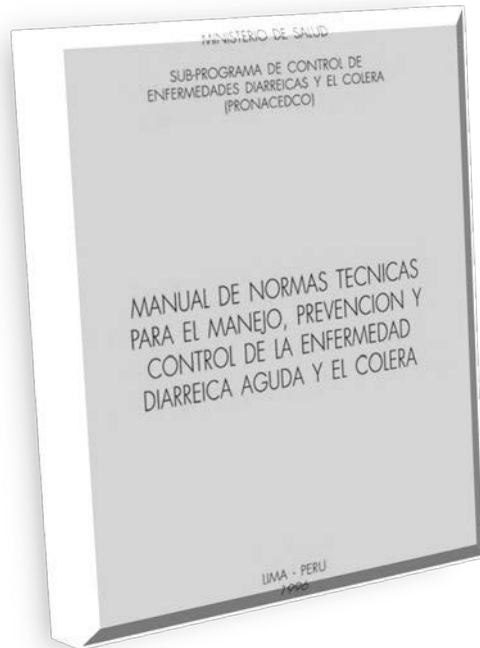 MINISTERIO DE SALUD
SUB-PROGRAMA DE CONTROL DE
ENFERMEDADES DIARREICAS Y EL COLERA
(PRONACEDCO)
MANUAL DE NORMAS TECNICAS
PARA EL MANEJO, PREVENCION Y
CONTROL DE LA ENFERMEDAD
DIARREICA AGUDA Y EL COLERA
LIMA - PERU
1996